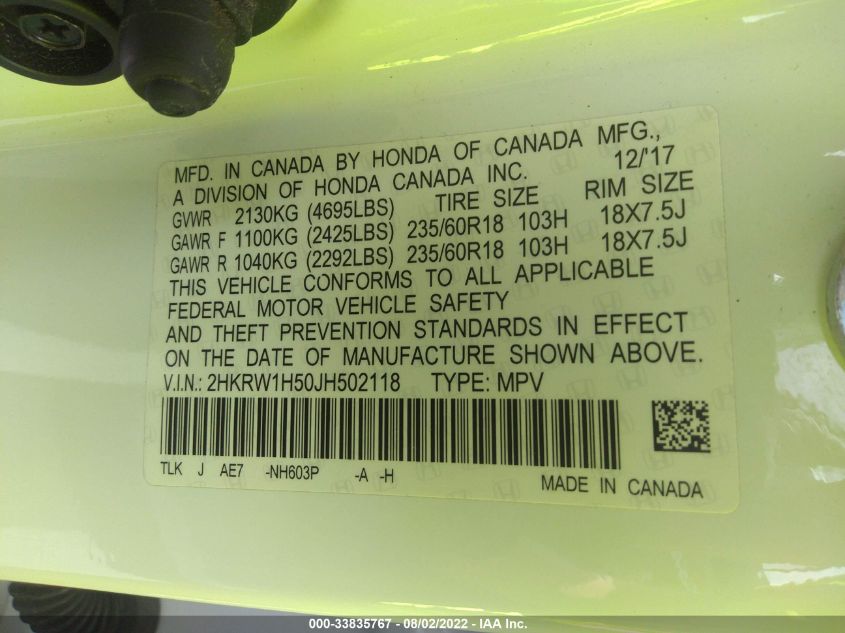 MFD. IN CANADA BY HONDA OF CANADA MFG.,
A DIVISION OF HONDA CANADA INC. 12/'17
GVWR 2130KG (4695LBS) TIRE SIZE RIM SIZE
GAWR F 1100KG (2425LBS) 235/60R18 103H 18X7.5J
GAWR R 1040KG (2292LBS) 235/60R18 103H 18X7.5J
THIS VEHICLE CONFORMS TO ALL APPLICABLE
FEDERAL MOTOR VEHICLE SAFETY
AND THEFT PREVENTION STANDARDS IN EFFECT
ON THE DATE OF MANUFACTURE SHOWN ABOVE.
V.I.N.: 2HKRW1H50JH502118 TYPE: MPV
TLK J AE7 -NH603P -A -H
MADE IN CANADA
000-33835767 - 08/02/2022 - IAA Inc.